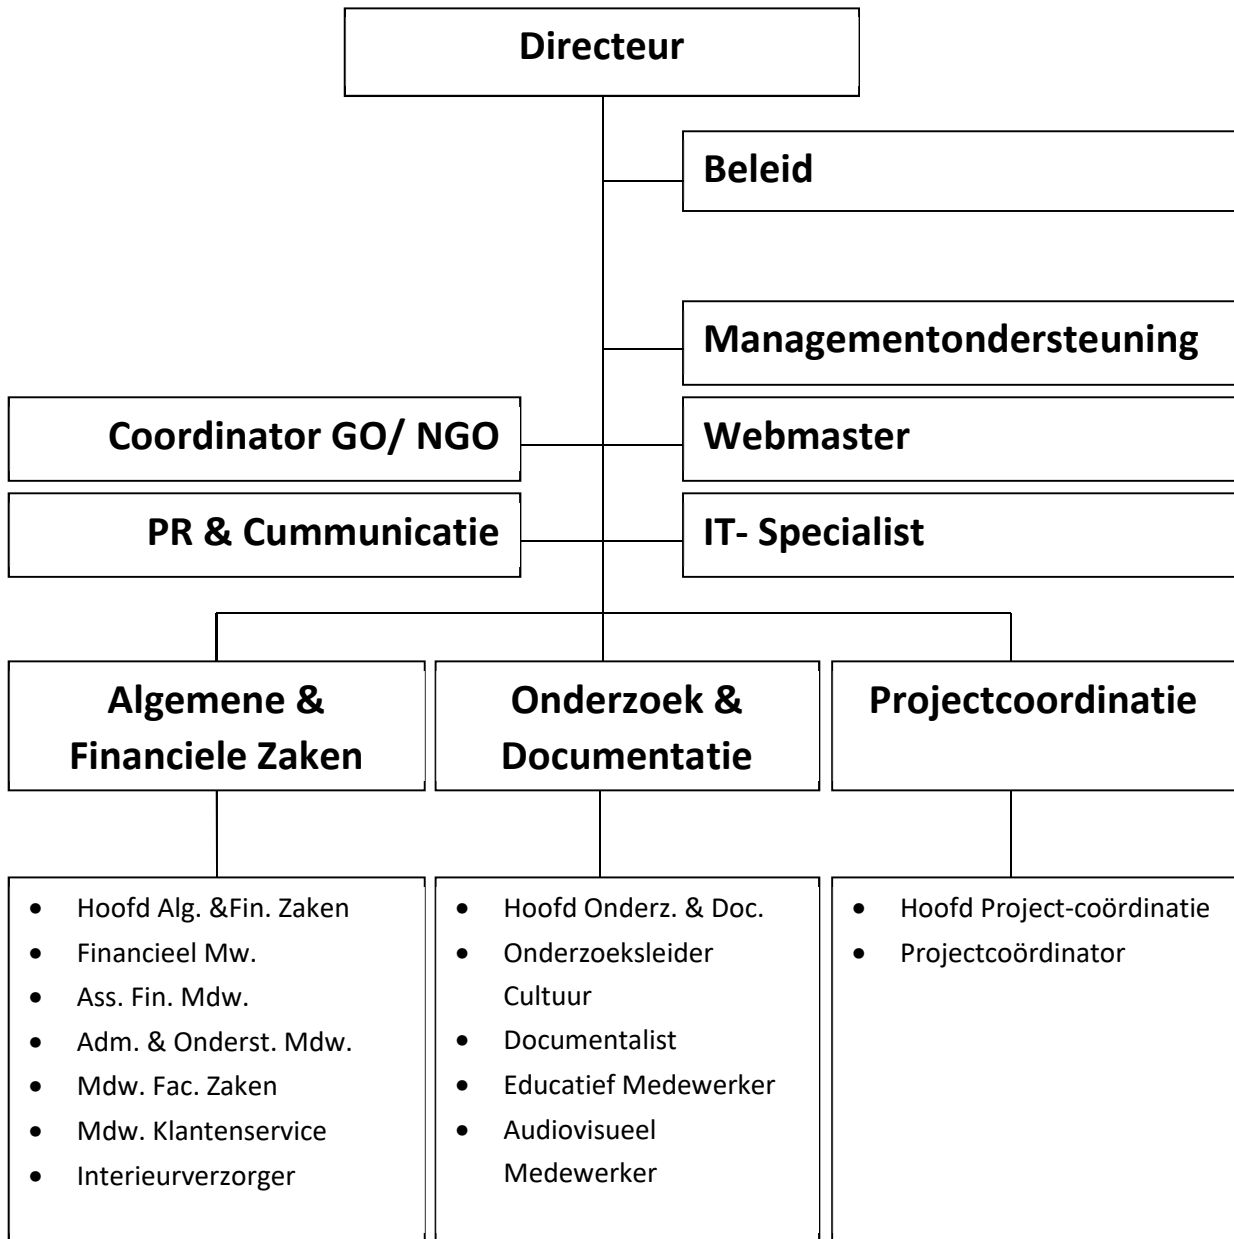 Directeur
Beleid
Managementondersteuning
Coordinator GO/ NGO
Webmaster
PR & Cummunicatie
IT- Specialist
Algemene &
Financiele Zaken
Onderzoek &
Documentatie
Projectcoordinatie
• Hoofd Alg. &Fin. Zaken
• Financieel Mw.
• Ass. Fin. Mdw.
• Adm. & Onderst. Mdw.
• Mdw. Fac. Zaken
• Mdw. Klantenservice
• Interieurverzorger
• Hoofd Onderz. & Doc.
• Onderzoeksleider
Cultuur
• Documentalist
• Educatief Medewerker
• Audiovisueel
Medewerker
• Hoofd Project-coördinatie
• Projectcoördinator